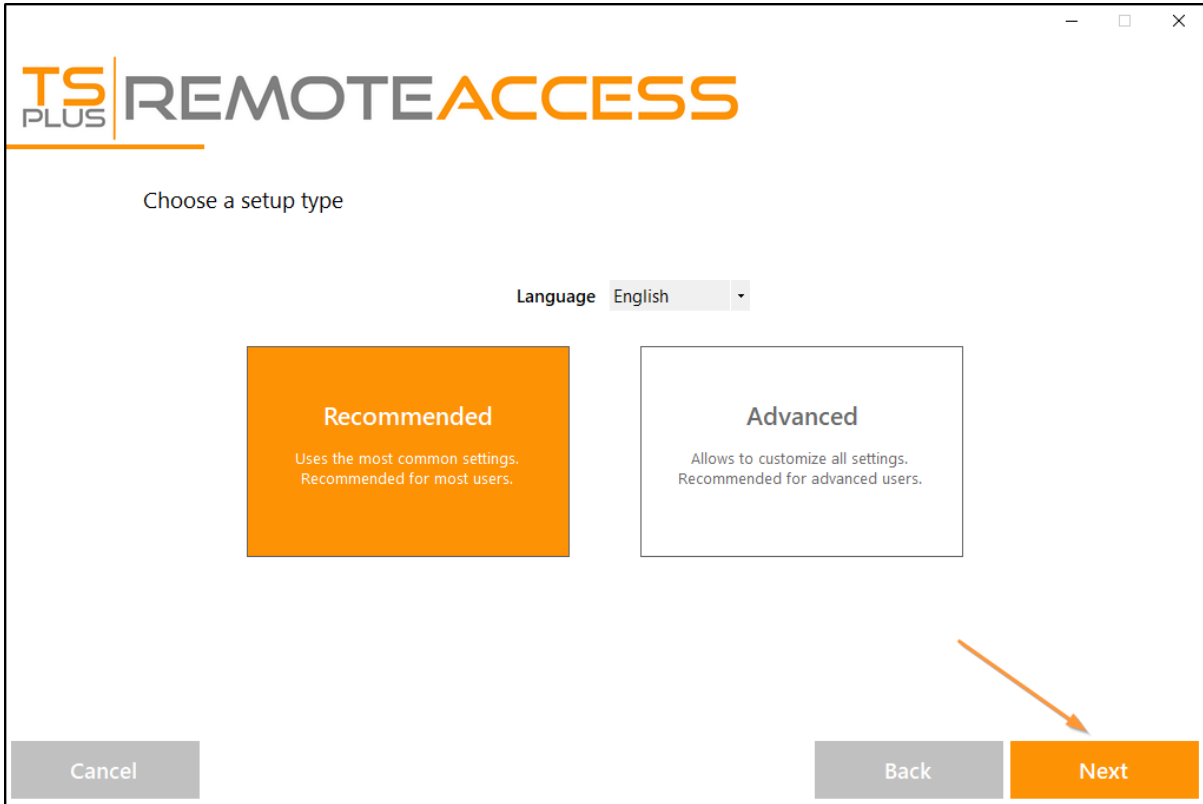 TS PLUS REMOTEACCESS
Choose a setup type
Language English
Recommended
Uses the most common settings.
Recommended for most users.
Advanced
Allows to customize all settings.
Recommended for advanced users.
Cancel
Back
Next